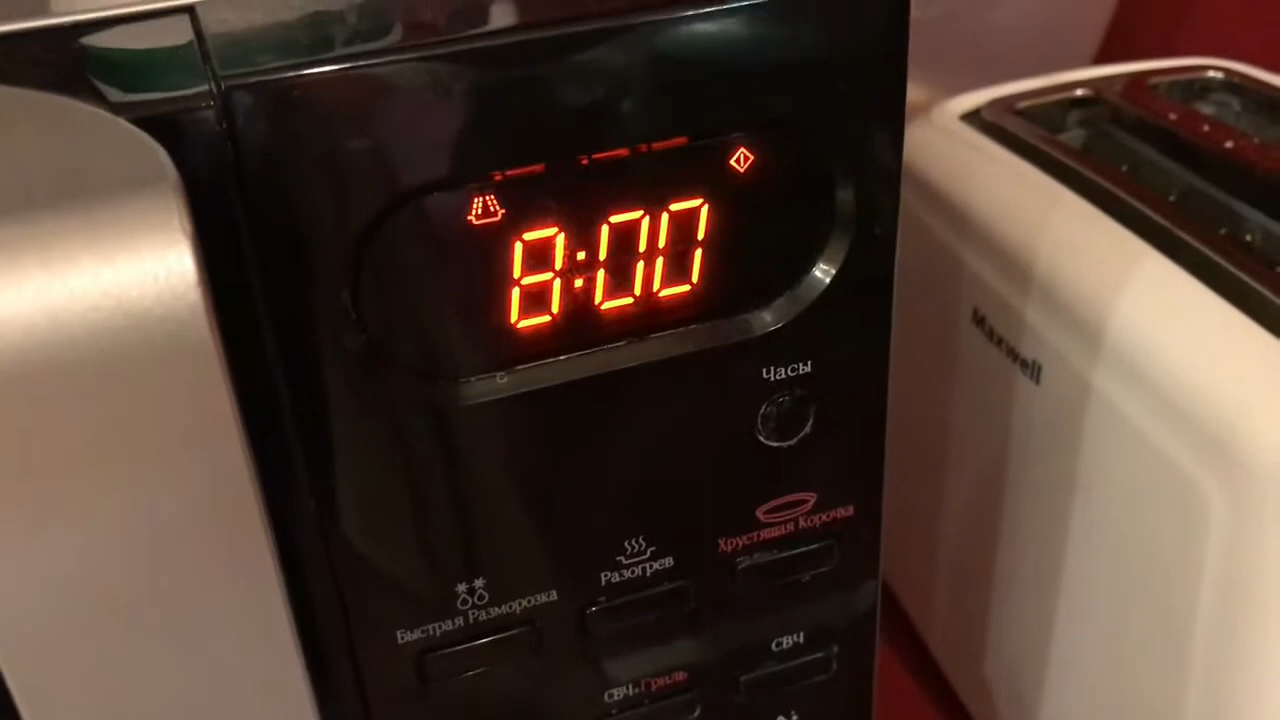 8:00
Часы
Maxwell
Хрустящая Корочка
Разогрев
Быстрая Разморозка
СВЧ
СВЧ+Гриль